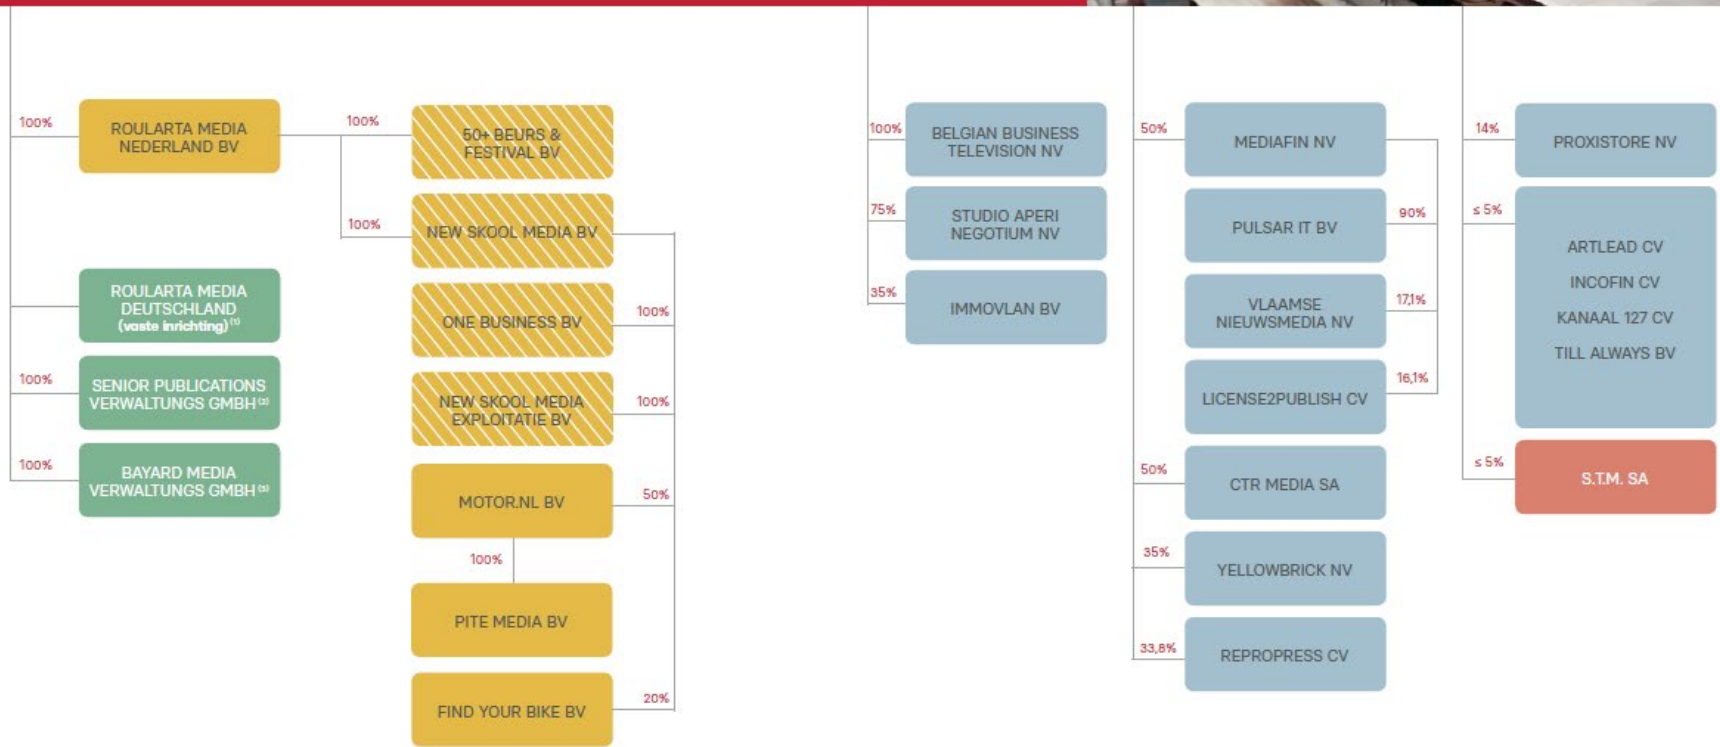 100%
ROULARTA MEDIA
NEDERLAND BV
100%
50+ BEURS &
FESTIVAL BV
100%
NEW SKOOL MEDIA BV
ROULARTA MEDIA
DEUTSCHLAND
(vaste inrichting) (1)
100%
ONE BUSINESS BV
100%
SENIOR PUBLICATIONS
VERWALTUNGS GMBH (2)
100%
NEW SKOOL MEDIA
EXPLOITATIE BV
100%
BAYARD MEDIA
VERWALTUNGS GMBH (3)
50%
MOTOR.NL BV
100%
PITE MEDIA BV
20%
FIND YOUR BIKE BV
100%
BELGIAN BUSINESS
TELEVISION NV
75%
STUDIO APERI
NEGOTIUM NV
35%
IMMOVLAN BV
50%
MEDIAFIN NV
90%
PULSAR IT BV
17,1%
VLAAMSE
NIEUWSMEDIA NV
16,1%
LICENSE2PUBLISH CV
50%
CTR MEDIA SA
35%
YELLOWBRICK NV
33,8%
REPROPRESS CV
14%
PROXISTORE NV
≤ 5%
ARTLEAD CV
INCOFIN CV
KANAAL 127 CV
TILL ALWAYS BV
≤ 5%
S.T.M. SA